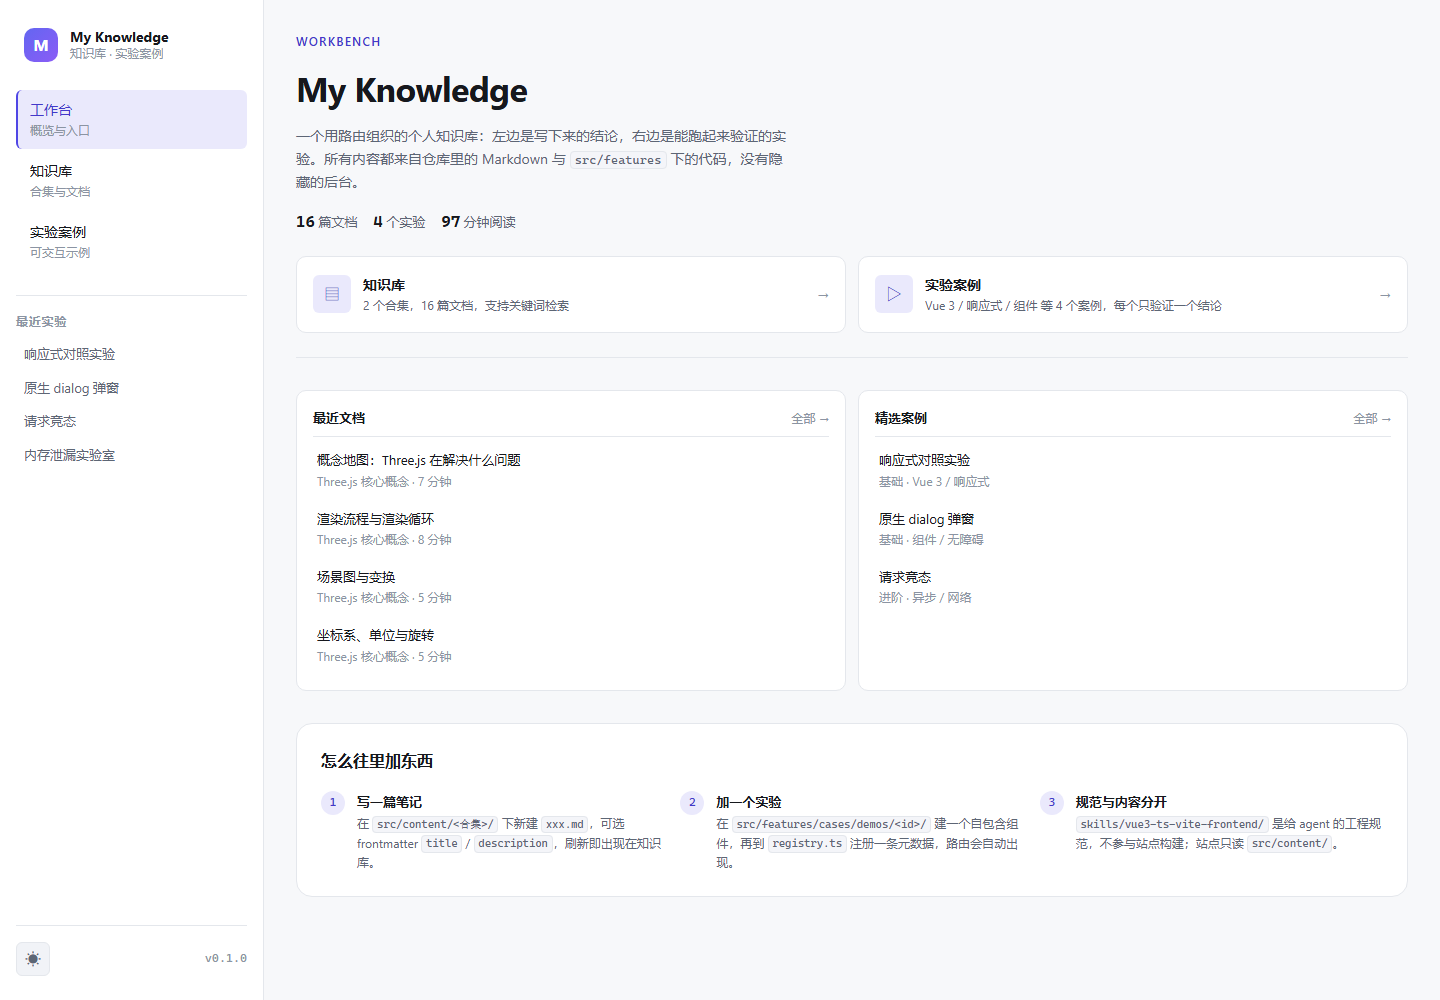 M
My Knowledge
知识库 · 实验案例
工作台
概览与入口
知识库
合集与文档
实验案例
可交互示例
最近实验
响应式对照实验
原生 dialog 弹窗
请求竞态
内存泄漏实验室
v0.1.0
WORKBENCH
My Knowledge
一个用路由组织的个人知识库：左边是写下来的结论，右边是能跑起来验证的实
验。所有内容都来自仓库里的 Markdown 与 src/features 下的代码，没有隐
藏的后台。
16 篇文档 4 个实验 97 分钟阅读
知识库
2 个合集，16 篇文档，支持关键词检索
→
实验案例
Vue 3 / 响应式 / 组件 等 4 个案例，每个只验证一个结论
→
最近文档
全部 →
概念地图：Three.js 在解决什么问题
Three.js 核心概念 · 7 分钟
渲染流程与渲染循环
Three.js 核心概念 · 8 分钟
场景图与变换
Three.js 核心概念 · 5 分钟
坐标系、单位与旋转
Three.js 核心概念 · 5 分钟
精选案例
全部 →
响应式对照实验
基础 · Vue 3 / 响应式
原生 dialog 弹窗
基础 · 组件 / 无障碍
请求竞态
进阶 · 异步 / 网络
怎么往里加东西
1
写一篇笔记
在 src/content/<合集>/ 下新建 xxx.md，可选
frontmatter title / description，刷新即出现在知识
库。
2
加一个实验
在 src/features/cases/demos/<id>/ 建一个自包含组
件，再到 registry.ts 注册一条元数据，路由会自动出
现。
3
规范与内容分开
skills/vue3-ts-vite-frontend/ 是给 agent 的工程规
范，不参与站点构建；站点只读 src/content/。